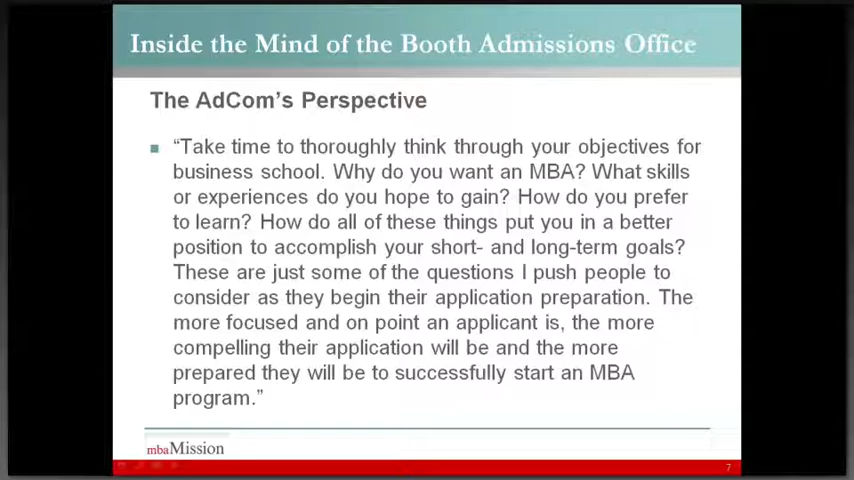 Inside the Mind of the Booth Admissions Office
The AdCom's Perspective
“Take time to thoroughly think through your objectives for
business school. Why do you want an MBA? What skills
or experiences do you hope to gain? How do you prefer
to learn? How do all of these things put you in a better
position to accomplish your short- and long-term goals?
These are just some of the questions I push people to
consider as they begin their application preparation. The
more focused and on point an applicant is, the more
compelling their application will be and the more
prepared they will be to successfully start an MBA
program.”
mbaMission
7